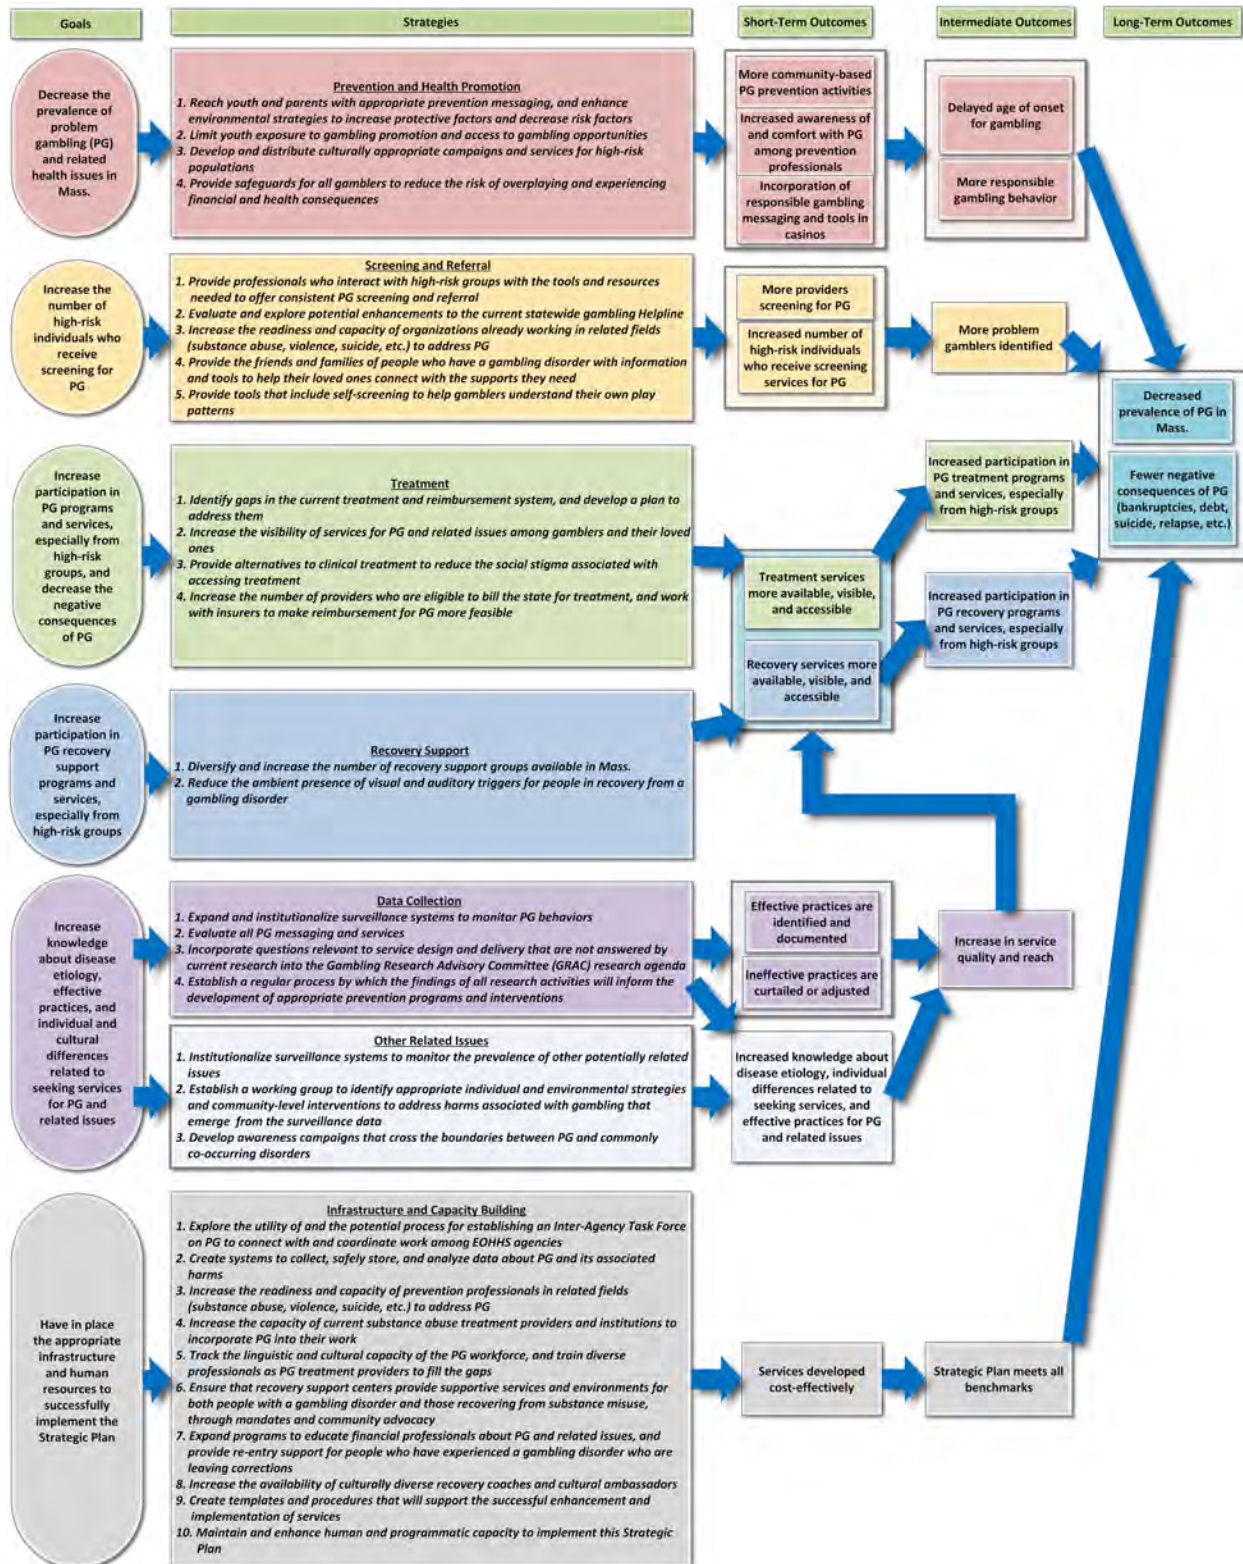 Goals
Strategies
Short-Term Outcomes
Intermediate Outcomes
Long-Term Outcomes
Decrease the
prevalence of
problem
gambling (PG)
and related
health issues in
Mass.
Prevention and Health Promotion
1. Reach youth and parents with appropriate prevention messaging, and enhance
environmental strategies to increase protective factors and decrease risk factors
2. Limit youth exposure to gambling promotion and access to gambling opportunities
3. Develop and distribute culturally appropriate campaigns and services for high-risk
populations
4. Provide safeguards for all gamblers to reduce the risk of overplaying and experiencing
financial and health consequences
More community-based
PG prevention activities
Increased awareness of
and comfort with PG
among prevention
professionals
Incorporation of
responsible gambling
messaging and tools in
casinos
Delayed age of onset
for gambling
More responsible
gambling behavior
Increase the
number of
high-risk
individuals who
receive
screening for
PG
Screening and Referral
1. Provide professionals who interact with high-risk groups with the tools and resources
needed to offer consistent PG screening and referral
2. Evaluate and explore potential enhancements to the current statewide gambling Helpline
3. Increase the readiness and capacity of organizations already working in related fields
(substance abuse, violence, suicide, etc.) to address PG
4. Provide the friends and families of people who have a gambling disorder with information
and tools to help their loved ones connect with the supports they need
5. Provide tools that include self-screening to help gamblers understand their own play
patterns
More providers
screening for PG
Increased number of
high-risk individuals
who receive screening
services for PG
More problem
gamblers identified
Decreased
prevalence of PG in
Mass.
Fewer negative
consequences of PG
(bankruptcies, debt,
suicide, relapse, etc.)
Increase
participation in
PG programs
and services,
especially from
high-risk
groups, and
decrease the
negative
consequences
of PG
Treatment
1. Identify gaps in the current treatment and reimbursement system, and develop a plan to
address them
2. Increase the visibility of services for PG and related issues among gamblers and their loved
ones
3. Provide alternatives to clinical treatment to reduce the social stigma associated with
accessing treatment
4. Increase the number of providers who are eligible to bill the state for treatment, and work
with insurers to make reimbursement for PG more feasible
Treatment services
more available, visible,
and accessible
Recovery services more
available, visible, and
accessible
Increased participation in
PG treatment programs
and services, especially
from high-risk groups
Increased participation in
PG recovery programs
and services, especially
from high-risk groups
Increase
participation in
PG recovery
support
programs and
services,
especially from
high-risk groups
Recovery Support
1. Diversify and increase the number of recovery support groups available in Mass.
2. Reduce the ambient presence of visual and auditory triggers for people in recovery from a
gambling disorder
Increase
knowledge
about disease
etiology,
effective
practices, and
individual and
cultural
differences
related to
seeking services
for PG and
related issues
Data Collection
1. Expand and institutionalize surveillance systems to monitor PG behaviors
2. Evaluate all PG messaging and services
3. Incorporate questions relevant to service design and delivery that are not answered by
current research into the Gambling Research Advisory Committee (GRAC) research agenda
4. Establish a regular process by which the findings of all research activities will inform the
development of appropriate prevention programs and interventions
Effective practices are
identified and
documented
Ineffective practices are
curtailed or adjusted
Increase in service
quality and reach
Other Related Issues
1. Institutionalize surveillance systems to monitor the prevalence of other potentially related
issues
2. Establish a working group to identify appropriate individual and environmental strategies
and community-level interventions to address harms associated with gambling that
emerge from the surveillance data
3. Develop awareness campaigns that cross the boundaries between PG and commonly
co-occurring disorders
Increased knowledge about
disease etiology, individual
differences related to
seeking services, and
effective practices for PG
and related issues
Have in place
the appropriate
infrastructure
and human
resources to
successfully
implement the
Strategic Plan
Infrastructure and Capacity Building
1. Explore the utility of and the potential process for establishing an Inter-Agency Task Force
on PG to connect with and coordinate work among EOHHS agencies
2. Create systems to collect, safely store, and analyze data about PG and its associated
harms
3. Increase the readiness and capacity of prevention professionals in related fields
(substance abuse, violence, suicide, etc.) to address PG
4. Increase the capacity of current substance abuse treatment providers and institutions to
incorporate PG into their work
5. Track the linguistic and cultural capacity of the PG workforce, and train diverse
professionals as PG treatment providers to fill the gaps
6. Ensure that recovery support centers provide supportive services and environments for
both people with a gambling disorder and those recovering from substance misuse,
through mandates and community advocacy
7. Expand programs to educate financial professionals about PG and related issues, and
provide re-entry support for people who have experienced a gambling disorder who are
leaving corrections
8. Increase the availability of culturally diverse recovery coaches and cultural ambassadors
9. Create templates and procedures that will support the successful enhancement and
implementation of services
10. Maintain and enhance human and programmatic capacity to implement this Strategic
Plan
Services developed
cost-effectively
Strategic Plan meets all
benchmarks